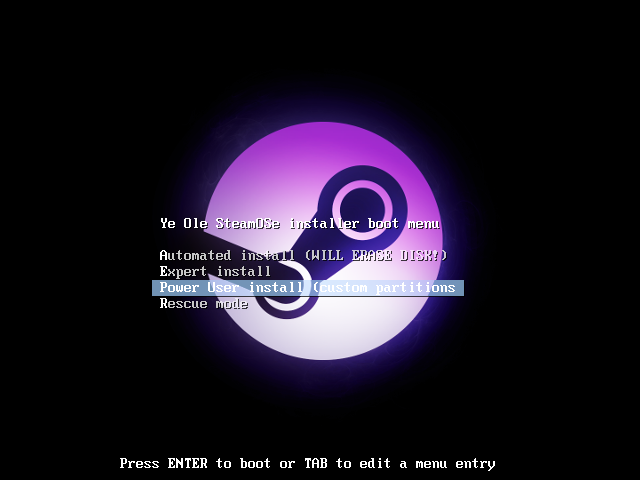 Ye Ole SteamOSe installer boot menu
Automated install (WILL ERASE DISK!)
Expert install
Power User install (custom partitions
Rescue mode
Press ENTER to boot or TAB to edit a menu entry